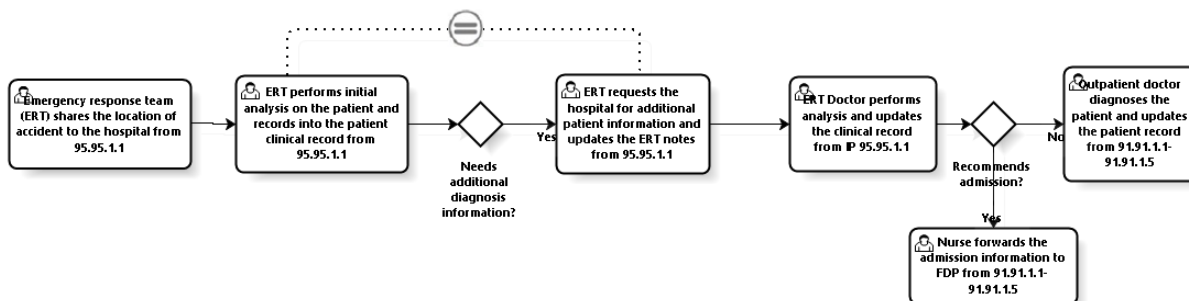 Emergency response team
(ERT) shares the location of
accident to the hospital from
95.95.1.1
ERT performs initial
analysis on the patient and
records into the patient
clinical record from
95.95.1.1
Needs
additional
diagnosis
information?
Yes
ERT requests the
hospital for additional
patient information and
updates the ERT notes
from 95.95.1.1
ERT Doctor performs
analysis and updates
the clinical record
from IP 95.95.1.1
Recommends
admission?
No
Outpatient doctor
diagnoses the
patient and updates
the patient record
from 91.91.1.1-
91.91.1.5
Yes
Nurse forwards the
admission information to
FDP from 91.91.1.1-
91.91.1.5